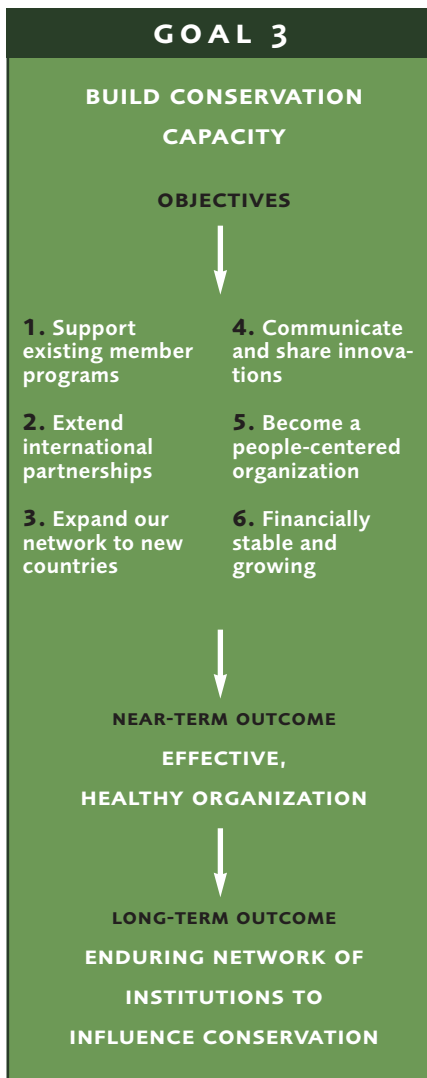 GOAL 3
BUILD CONSERVATION
CAPACITY
OBJECTIVES
1. Support
existing member
programs
2. Extend
international
partnerships
3. Expand our
network to new
countries
4. Communicate
and share innova-
tions
5. Become a
people-centered
organization
6. Financially
stable and
growing
NEAR-TERM OUTCOME
EFFECTIVE,
HEALTHY ORGANIZATION
LONG-TERM OUTCOME
ENDURING NETWORK OF
INSTITUTIONS TO
INFLUENCE CONSERVATION